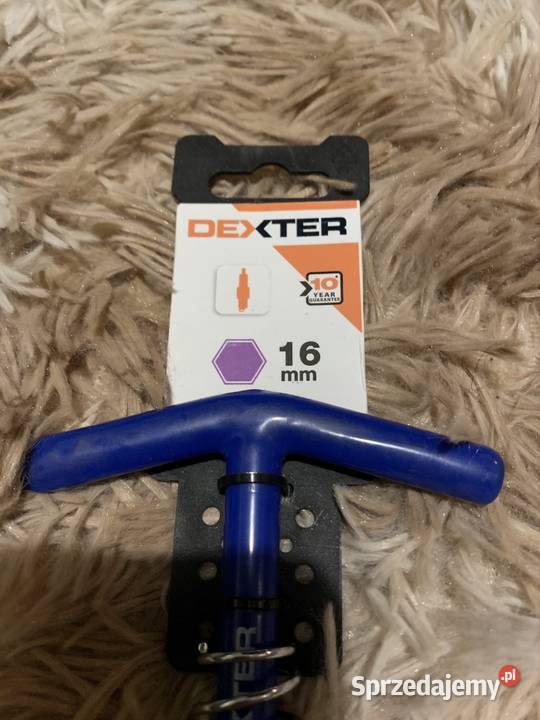 DEXTER
10
YEAR
GUARANTEE
16
mm
XTER
Sprzedajemy.pl